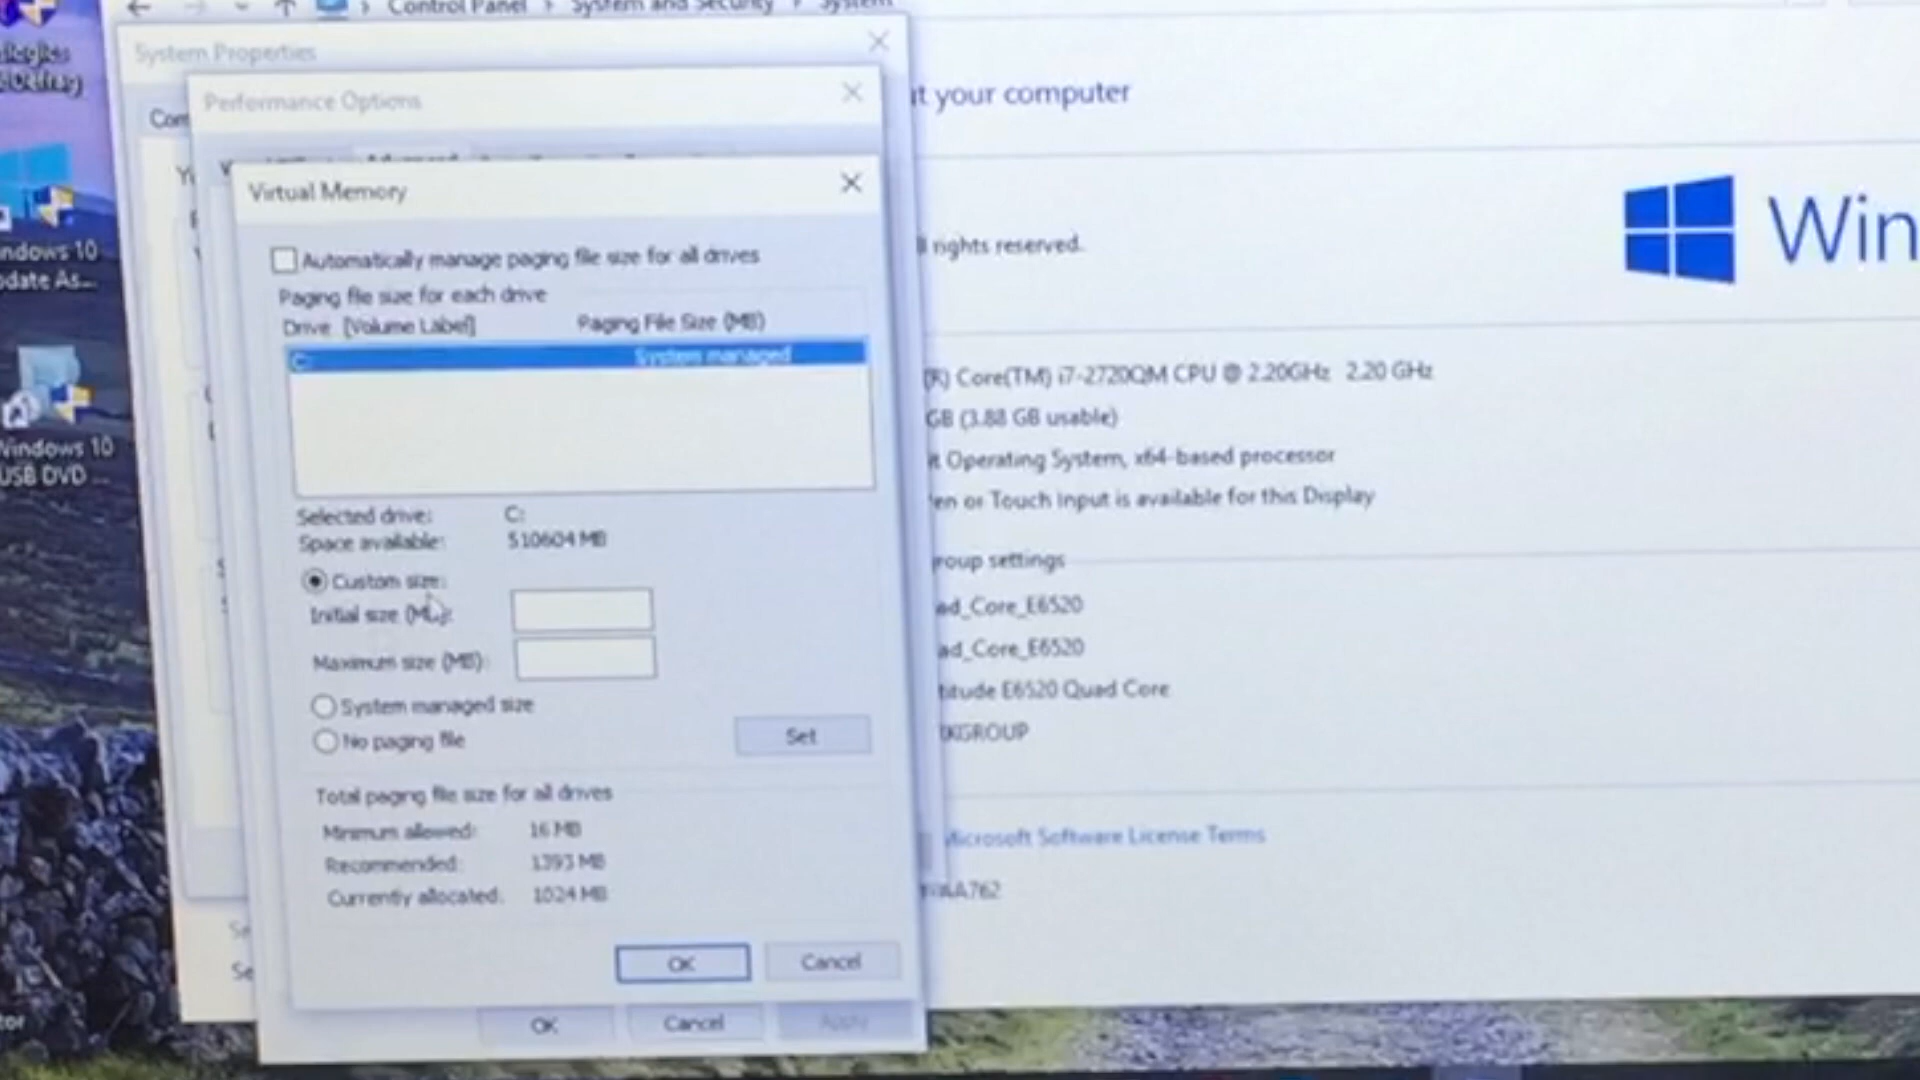 Control Panel › System and Security › System
System Properties
Performance Options
t your computer
Virtual Memory
Win
Automatically manage paging file size for all drives
rights reserved.
Paging file size for each drive
Drive [Volume Label]
Paging File Size (MB)
C:
System managed
(R) Core(TM) i7-2720QM CPU @ 2.20GHz 2.20 GHz
GB (3.88 GB usable)
t Operating System, x64-based processor
en or Touch Input is available for this Display
Selected drive: C:
Space available: 510604 MB
Custom size:
Initial size (M
Maximum size (MB):
System managed size
No paging file
Set
roup settings
ad_Core_E6520
ad_Core_E6520
titude E6520 Quad Core
KGROUP
Total paging file size for all drives
Minimum allowed: 16 MB
Recommended: 1393 MB
Currently allocated: 1024 MB
Microsoft Software License Terms
AA762
OK
Cancel
OK
Cancel
Apply
Defrag
ndows 10
date As...
Windows 10
USB DVD ...
tor